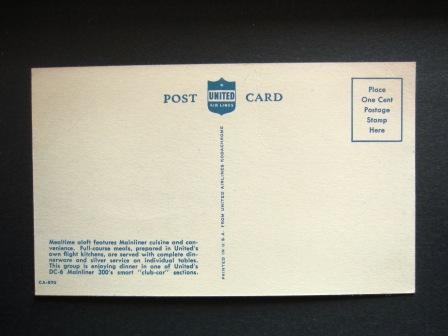 POST CARD
UNITED
AIR LINES
Place
One Cent
Postage
Stamp
Here
PRINTED IN U.S.A. FROM UNITED AIRLINES KODACHROME
Mealtime aloft features Mainliner cuisine and con-
venience. Full-course meals, prepared in United's
own flight kitchens, are served with complete din-
nerware and silver service on individual tables.
This group is enjoying dinner in one of United's
DC-6 Mainliner 300's smart "club-car" sections.